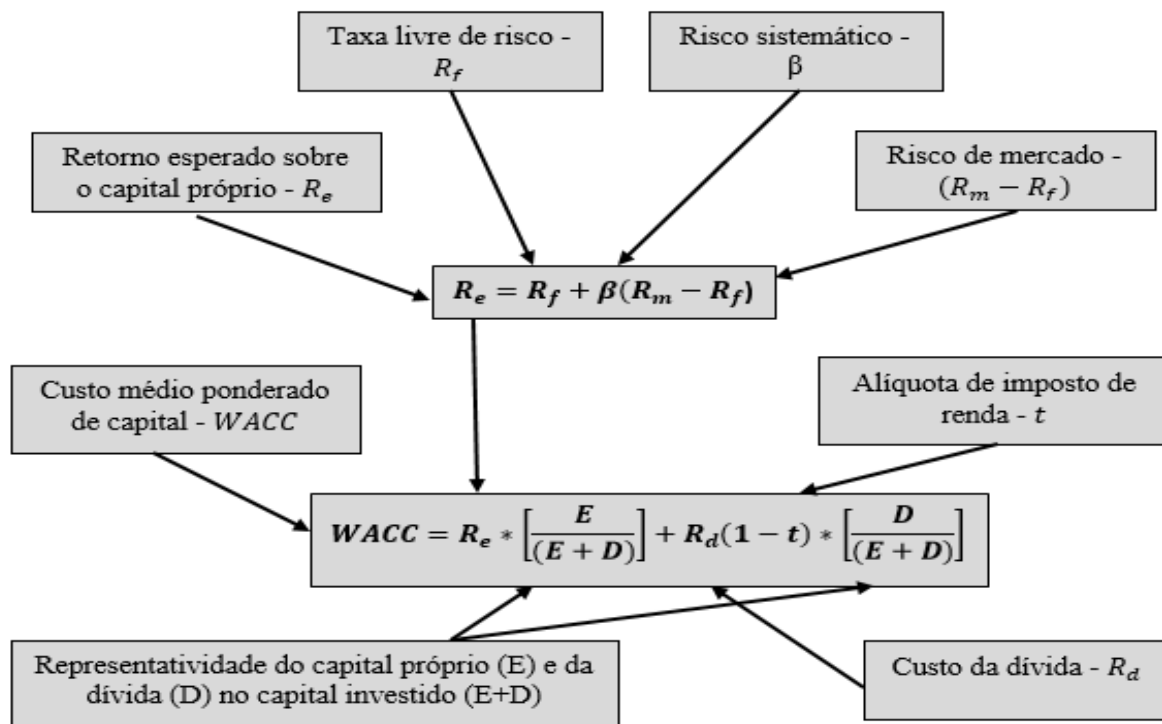 Taxa livre de risco -
R_f
Risco sistemático -
β
Retorno esperado sobre
o capital próprio - R_e
Risco de mercado -
(R_m − R_f)
R_e = R_f + β(R_m − R_f)
Custo médio ponderado
de capital - WACC
Alíquota de imposto de
renda - t
WACC = R_e * [E/(E + D)] + R_d(1 − t) * [D/(E + D)]
Representatividade do capital próprio (E) e da
dívida (D) no capital investido (E+D)
Custo da dívida - R_d